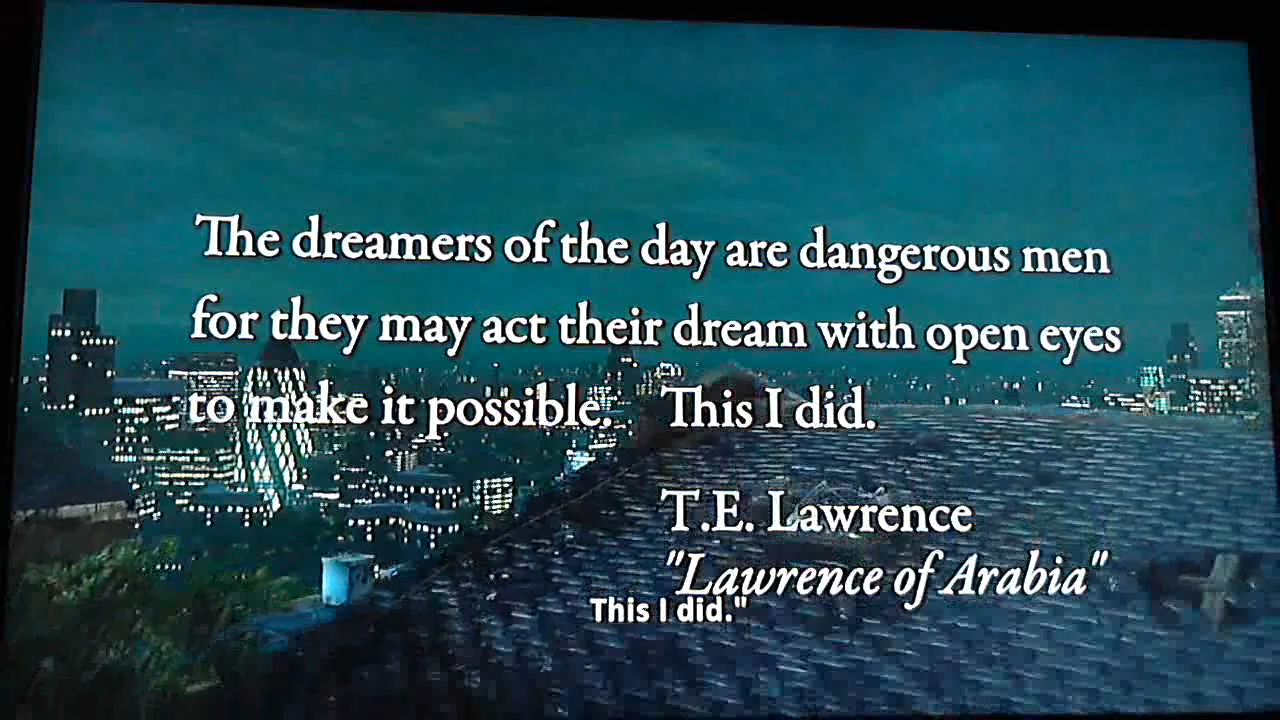 The dreamers of the day are dangerous men
for they may act their dream with open eyes
to make it possible. This I did.
T.E. Lawrence
"Lawrence of Arabia"
This I did."